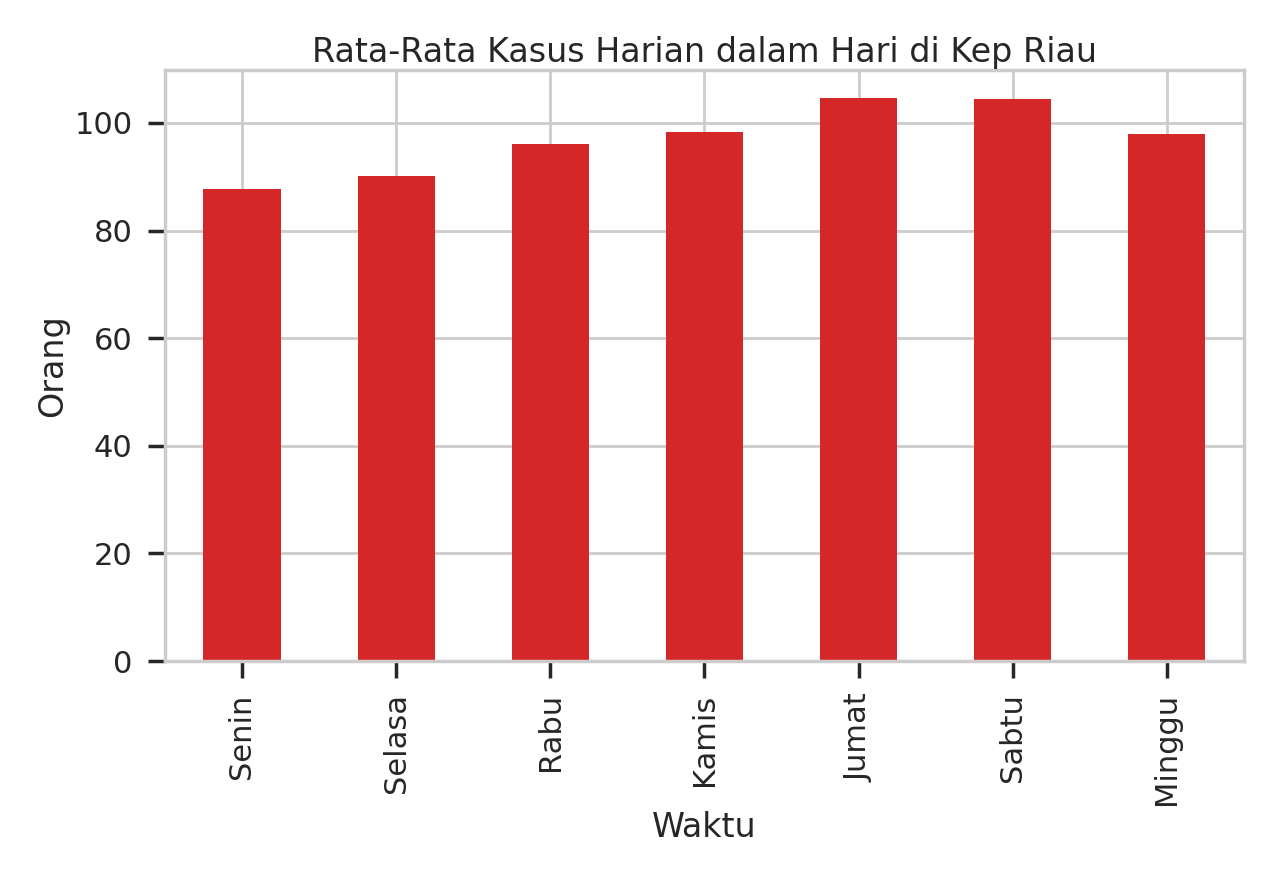 Rata-Rata Kasus Harian dalam Hari di Kep Riau
Orang
100
80
60
40
20
0
Senin
Selasa
Rabu
Kamis
Jumat
Sabtu
Minggu
Waktu